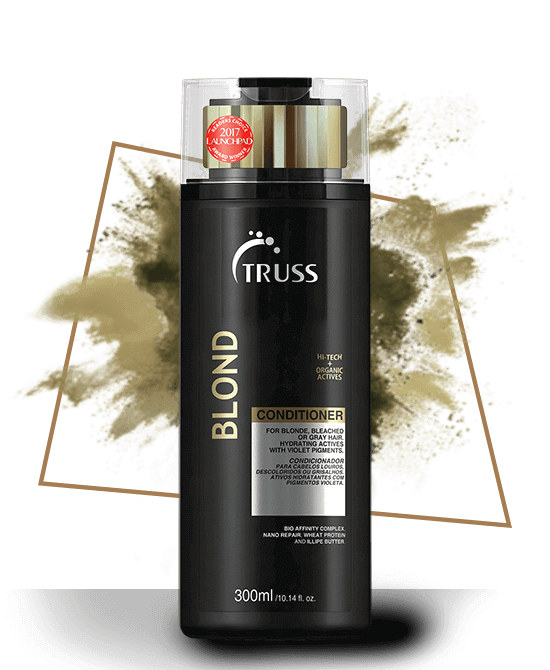 READERS CHOICE
2017
LAUNCHPAD
AWARD WINNER
TRUSS
BLOND
HI-TECH
+
ORGANIC
ACTIVES
CONDITIONER
FOR BLONDE, BLEACHED
OR GRAY HAIR.
HYDRATING ACTIVES
WITH VIOLET PIGMENTS.
CONDICIONADOR
PARA CABELOS LOUROS,
DESCOLORIDOS OU GRISALHOS.
ATIVOS HIDRATANTES COM
PIGMENTOS VIOLETA.
BIO AFFINITY COMPLEX,
NANO REPAIR, WHEAT PROTEIN
AND ILLIPE BUTTER.
300ml /10.14 fl. oz.